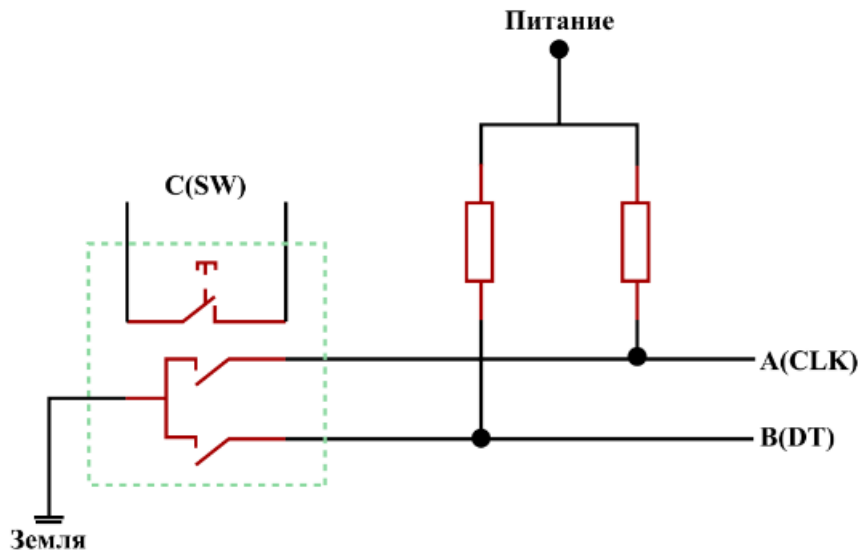 Питание
C(SW)
A(CLK)
B(DT)
Земля